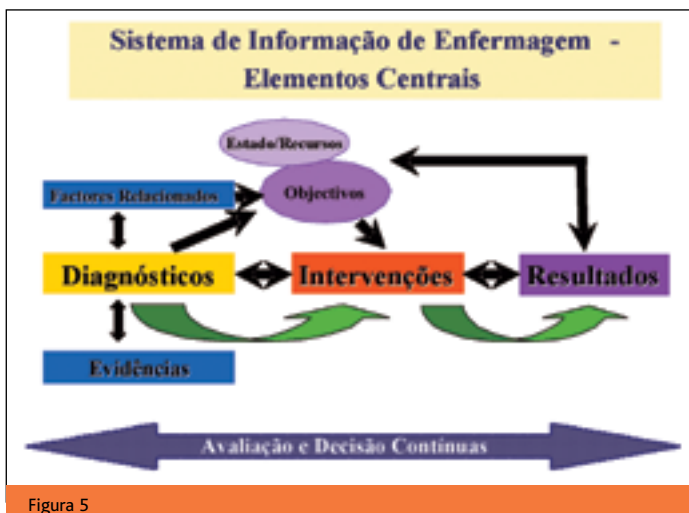 Sistema de Informação de Enfermagem -
Elementos Centrais
Estado/Recursos
Factores Relacionados
Objectivos
Diagnósticos
Intervenções
Resultados
Evidências
Avaliação e Decisão Contínuas
Figura 5